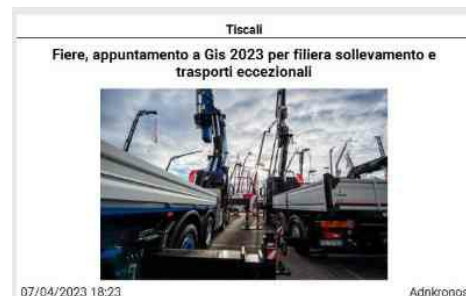 Tiscali
Fiere, appuntamento a Gis 2023 per filiera sollevamento e
trasporti eccezionali
07/04/2023 18:23
Adnkronos